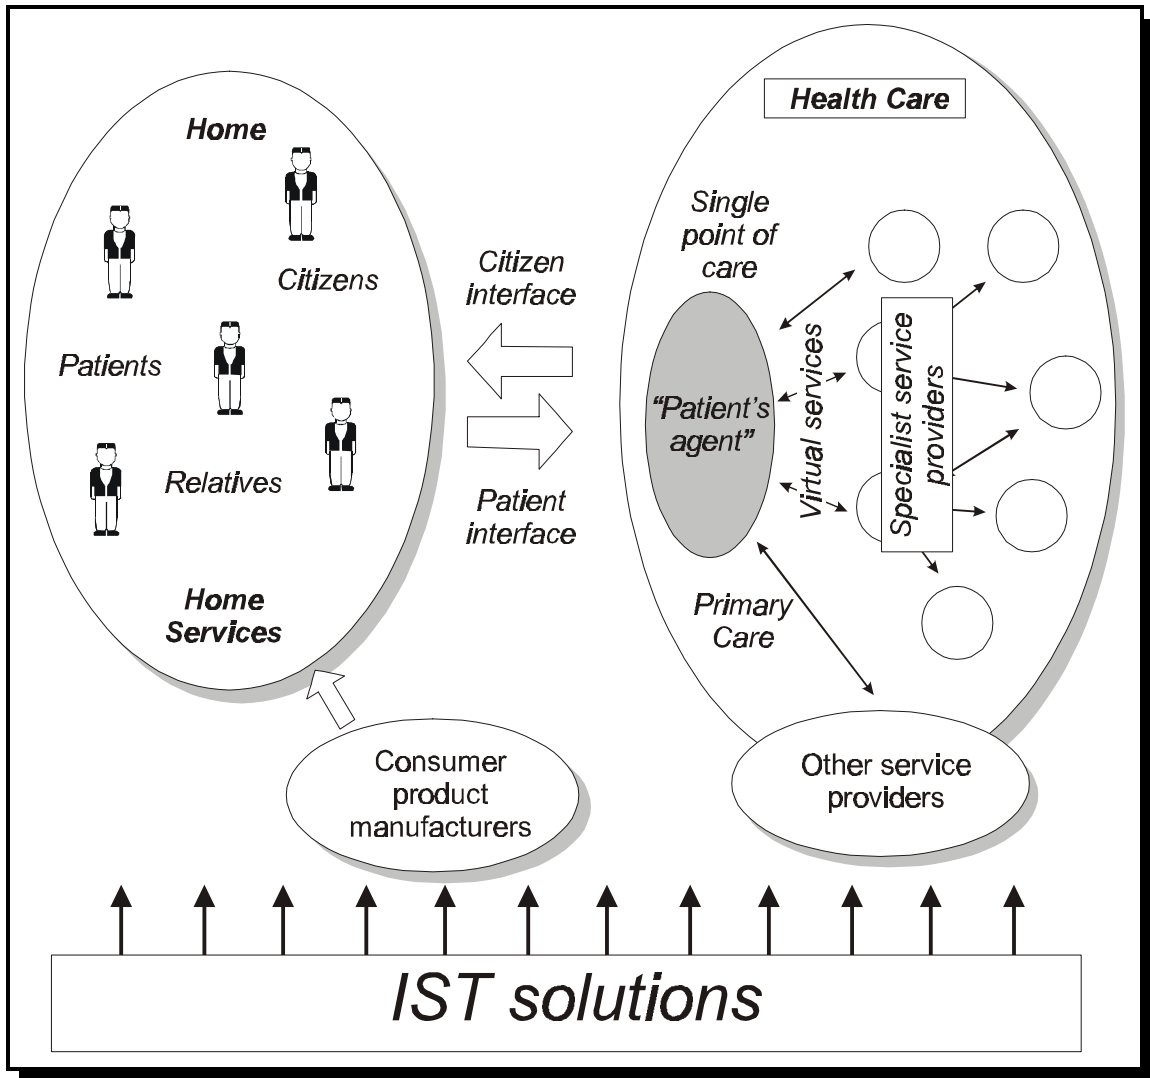 Home
Citizens
Patients
Relatives
Home
Services
Citizen
interface
Patient
interface
Health Care
Single
point of
care
“Patient’s
agent”
Virtual services
Specialist service
providers
Primary
Care
Consumer
product
manufacturers
Other service
providers
IST solutions